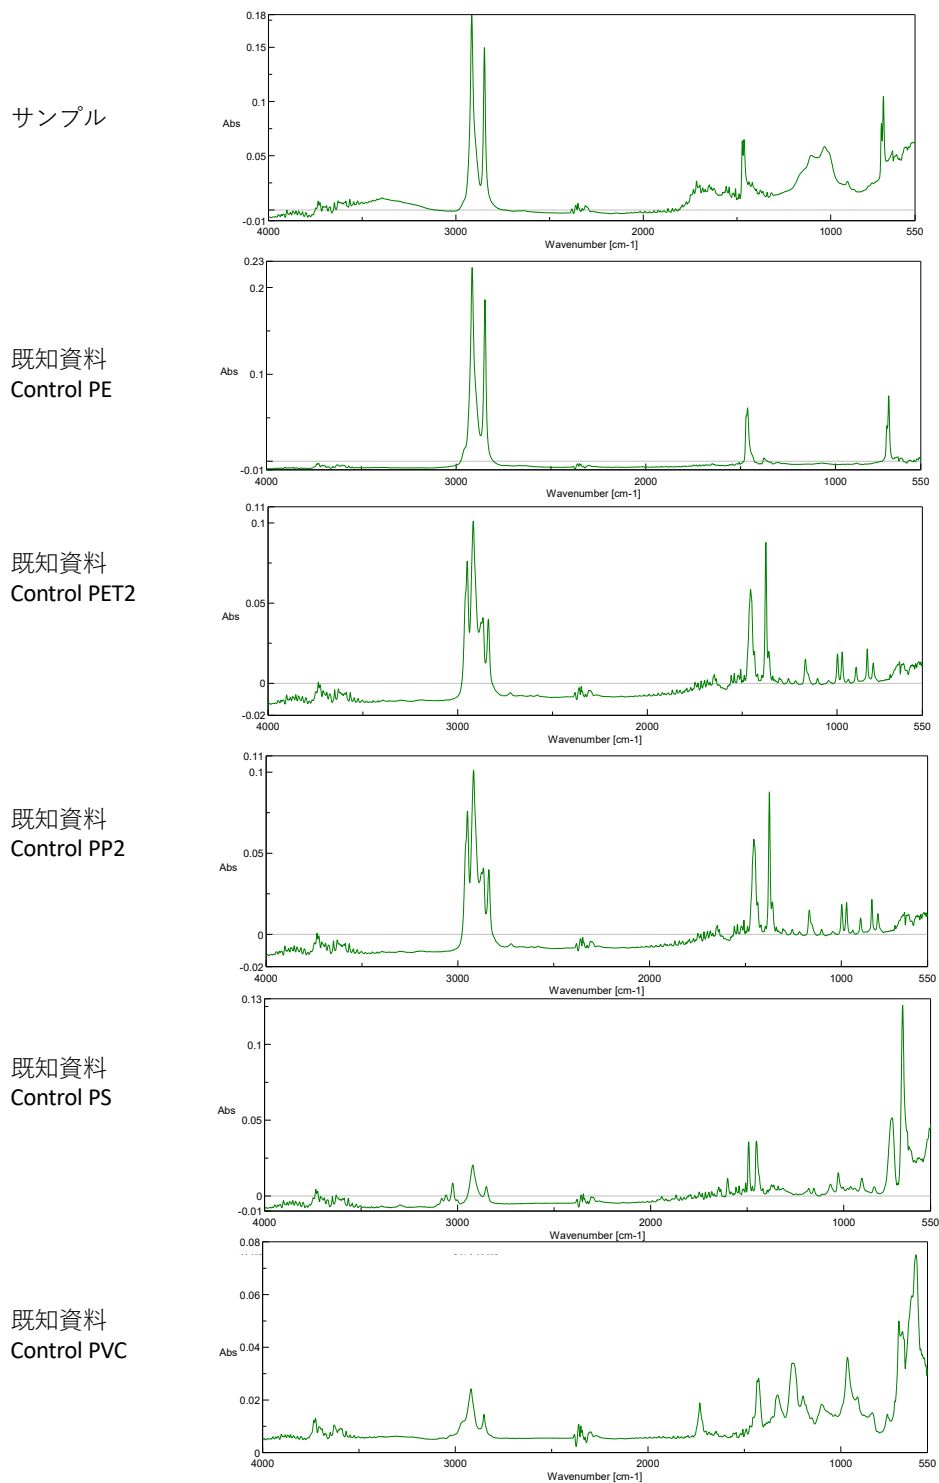 サンプル
0.18
0.15
0.1
Abs
0.05
-0.01
4000
3000
2000
1000
550
Wavenumber [cm-1]
既知資料
Control PE
0.23
0.2
Abs
0.1
-0.01
4000
3000
2000
1000
550
Wavenumber [cm-1]
既知資料
Control PET2
0.11
0.1
0.05
Abs
0
-0.02
4000
3000
2000
1000
550
Wavenumber [cm-1]
既知資料
Control PP2
0.11
0.1
0.05
Abs
0
-0.02
4000
3000
2000
1000
550
Wavenumber [cm-1]
既知資料
Control PS
0.13
0.1
Abs
0.05
0
-0.01
4000
3000
2000
1000
550
Wavenumber [cm-1]
既知資料
Control PVC
0.08
0.06
Abs
0.04
0.02
0
4000
3000
2000
1000
550
Wavenumber [cm-1]